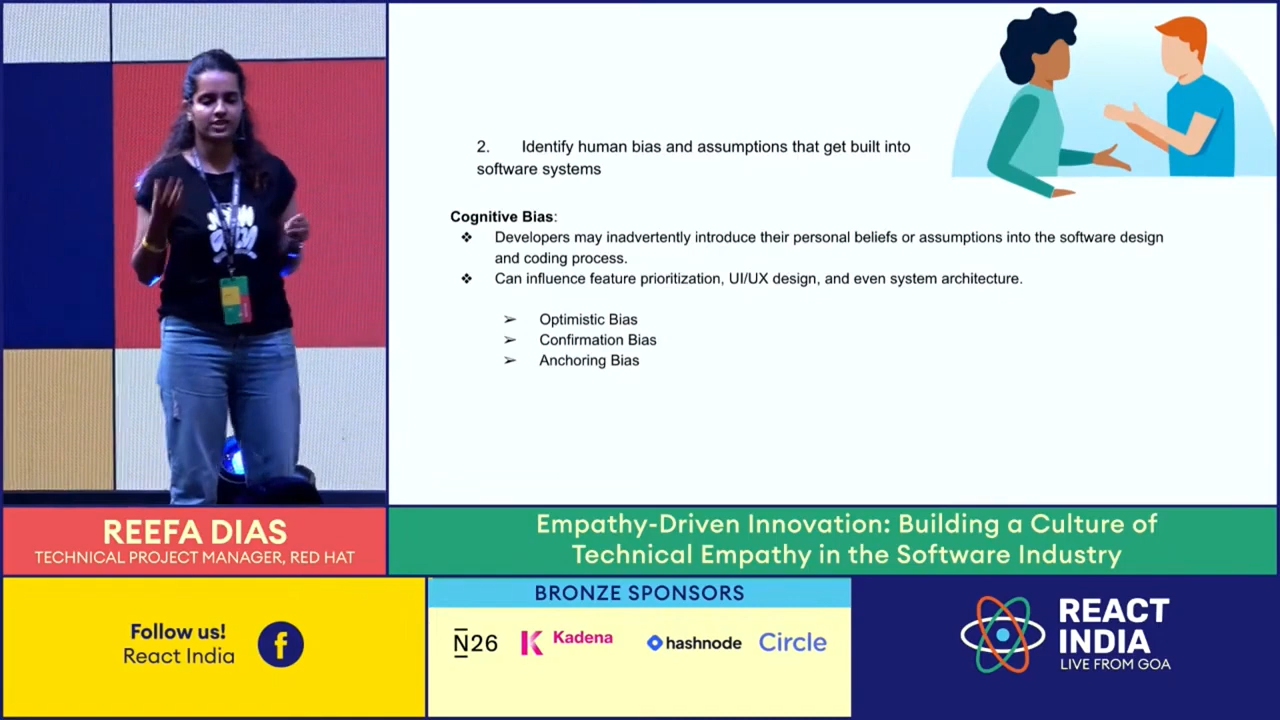 2. Identify human bias and assumptions that get built into
software systems
Cognitive Bias:
❖ Developers may inadvertently introduce their personal beliefs or assumptions into the software design
and coding process.
❖ Can influence feature prioritization, UI/UX design, and even system architecture.
➢ Optimistic Bias
➢ Confirmation Bias
➢ Anchoring Bias
REEFA DIAS
TECHNICAL PROJECT MANAGER, RED HAT
Empathy-Driven Innovation: Building a Culture of
Technical Empathy in the Software Industry
Follow us!
React India
BRONZE SPONSORS
N26 Kadena hashnode Circle
REACT
INDIA
LIVE FROM GOA